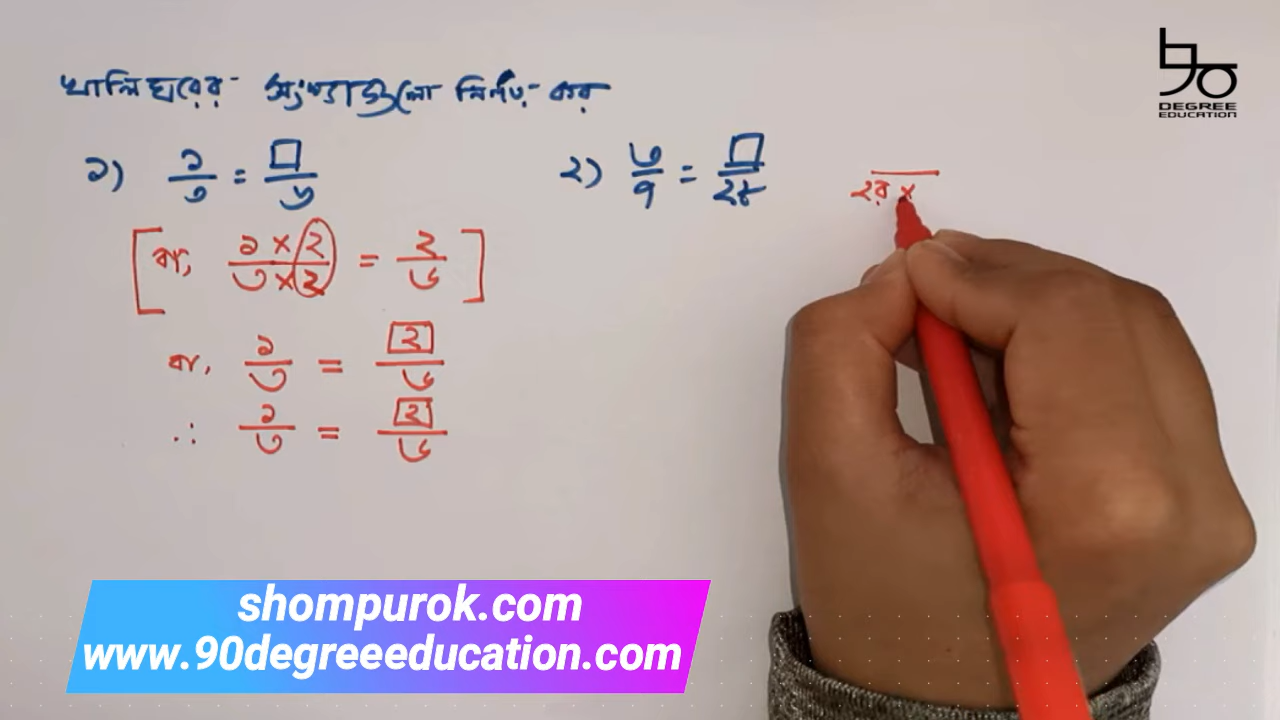 90
DEGREE
EDUCATION
খালি ঘরের সংখ্যাগুলো নির্ণয় কর
১) ১/৩ = □/৬
২) ৬/৭ = □/২৮
২য় ×
[বা, ১ × ২/৩ × ২ = ২/৬]
বা, ১/৩ = ২/৬
∴ ১/৩ = ২/৬
shompurok.com
www.90degreeeducation.com